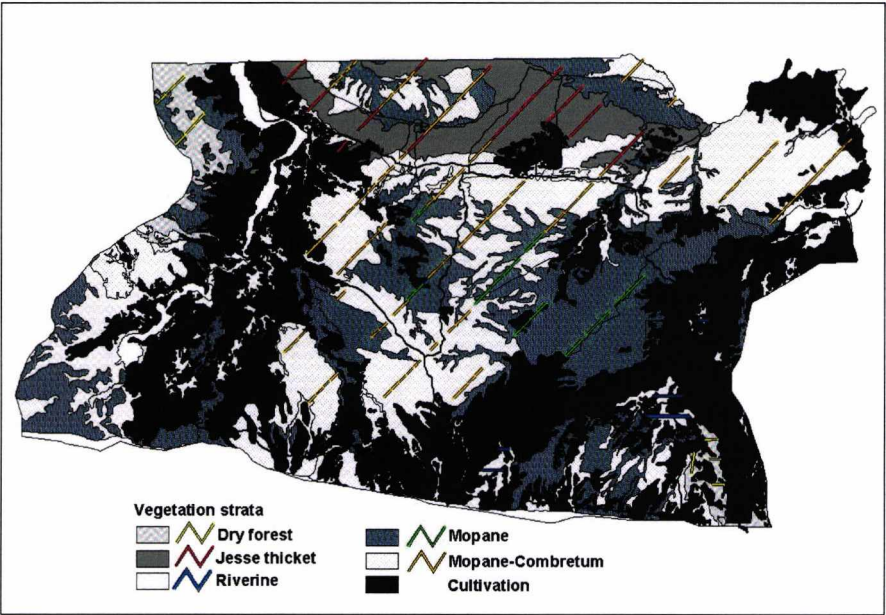 Vegetation strata
Dry forest
Jesse thicket
Riverine
Mopane
Mopane-Combretum
Cultivation